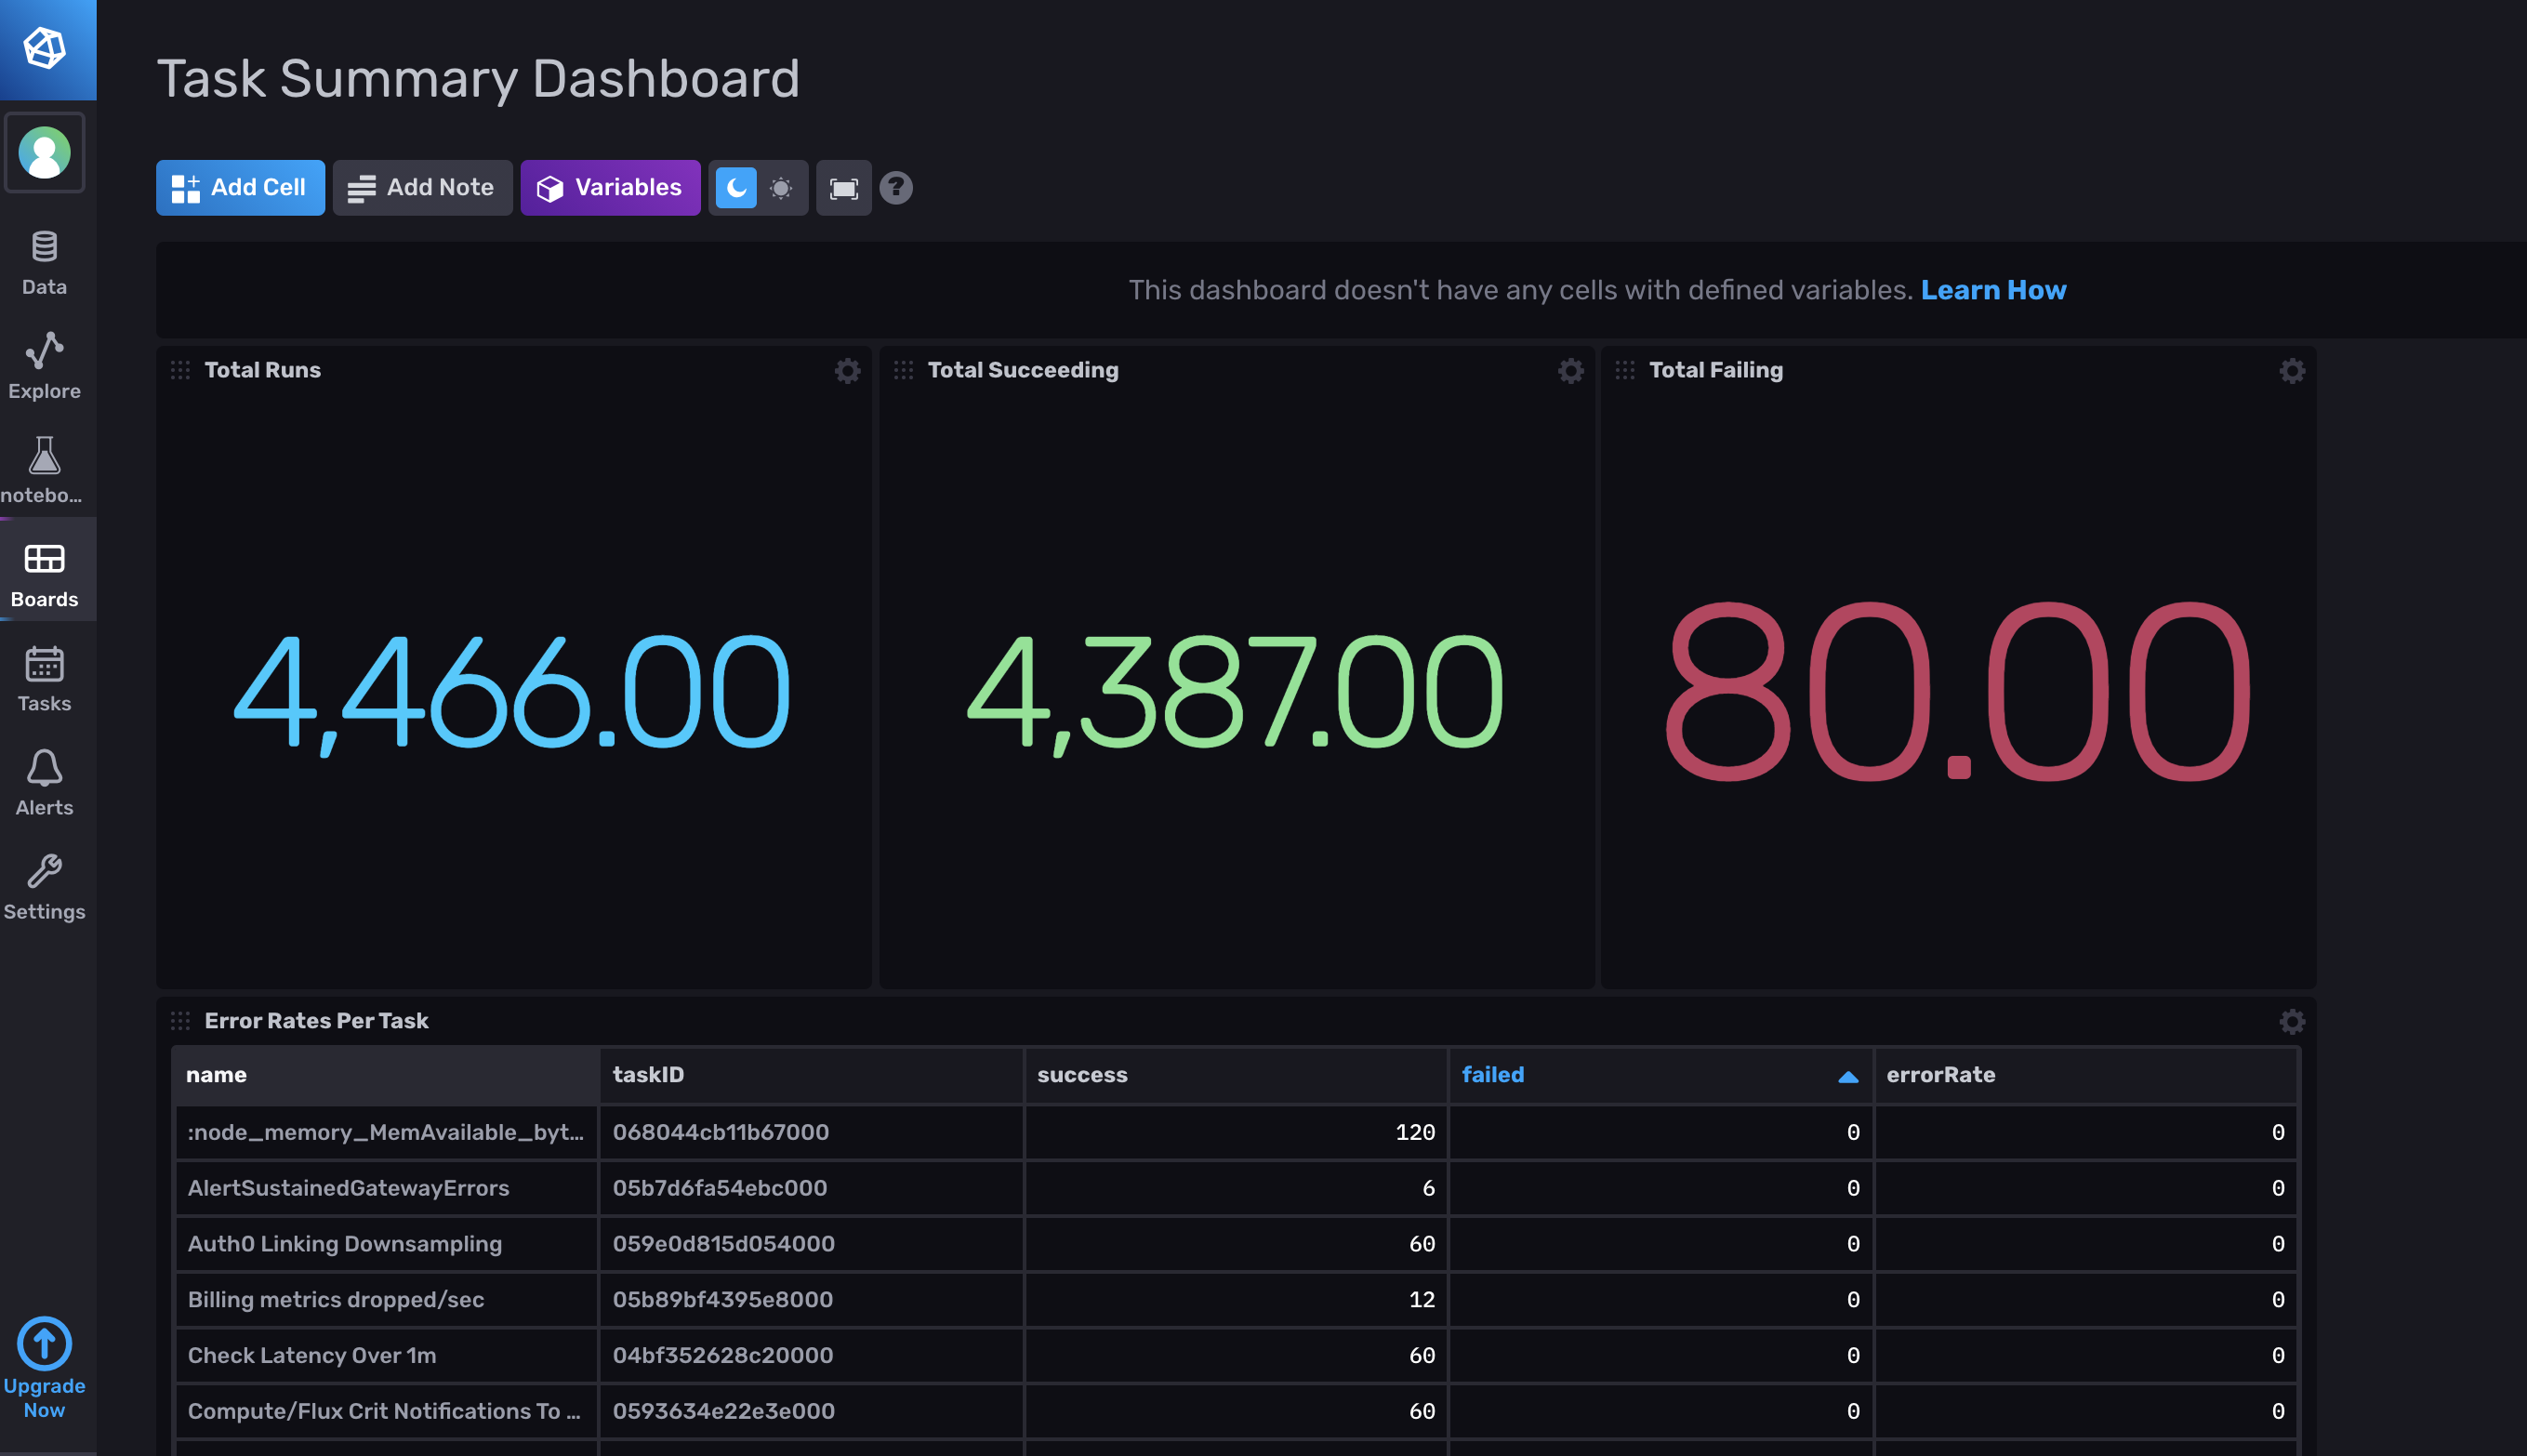 Task Summary Dashboard
Add Cell
Add Note
Variables
?
Data
Explore
notebo...
Boards
Tasks
Alerts
Settings
Upgrade
Now
This dashboard doesn't have any cells with defined variables. Learn How
Total Runs
4,466.00
Total Succeeding
4,387.00
Total Failing
80.00
Error Rates Per Task
name taskID success failed errorRate
:node_memory_MemAvailable_byt... 068044cb11b67000 120 0 0
AlertSustainedGatewayErrors 05b7d6fa54ebc000 6 0 0
Auth0 Linking Downsampling 059e0d815d054000 60 0 0
Billing metrics dropped/sec 05b89bf4395e8000 12 0 0
Check Latency Over 1m 04bf352628c20000 60 0 0
Compute/Flux Crit Notifications To ... 0593634e22e3e000 60 0 0